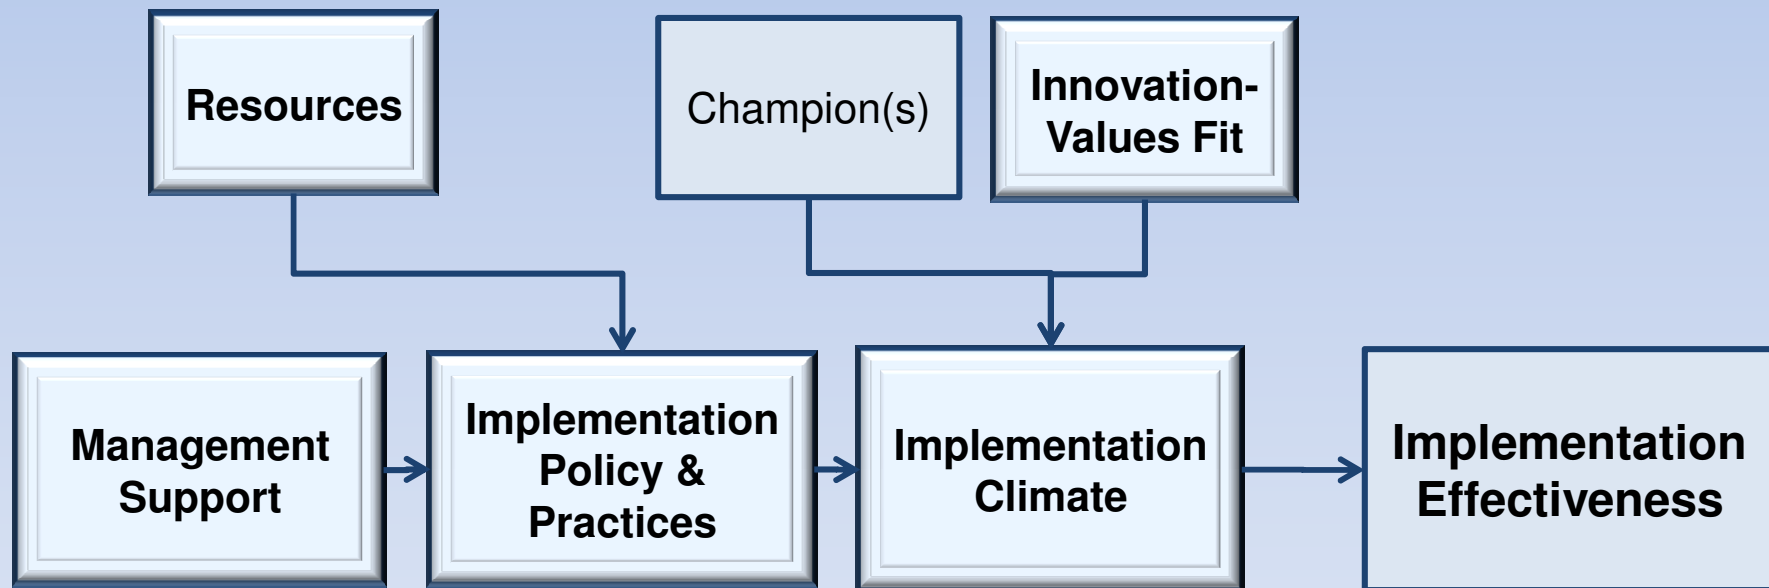 Resources
Champion(s)
Innovation-
Values Fit
Management
Support
Implementation
Policy &
Practices
Implementation
Climate
Implementation
Effectiveness